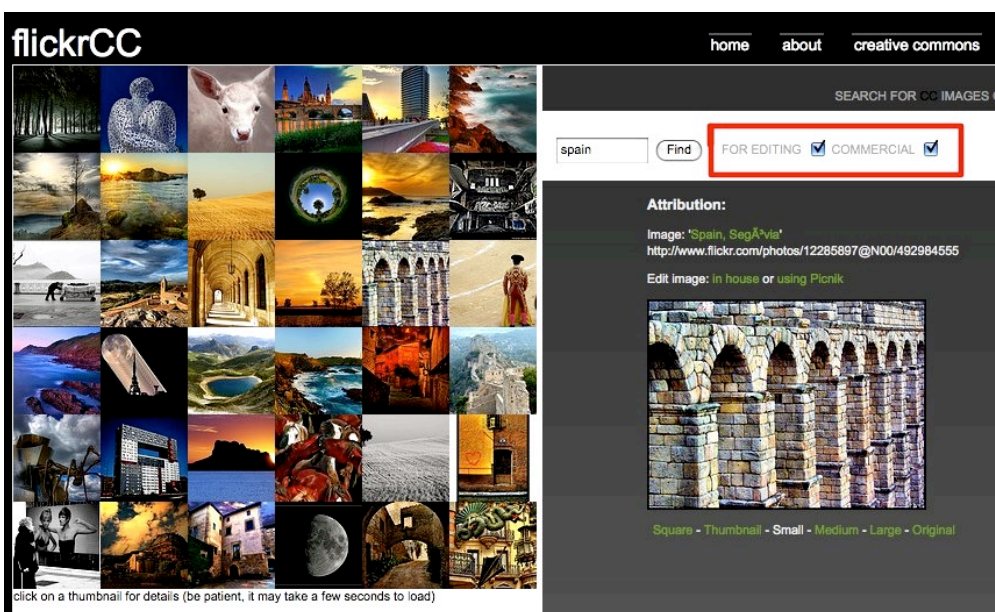 flickrCC
home about creative commons
SEARCH FOR CC IMAGES
spain Find FOR EDITING COMMERCIAL
Attribution:
Image: 'Spain, SegÃ³via'
http://www.flickr.com/photos/12285897@N00/492984555
Edit image: in house or using Picnik
Square - Thumbnail - Small - Medium - Large - Original
click on a thumbnail for details (be patient, it may take a few seconds to load)